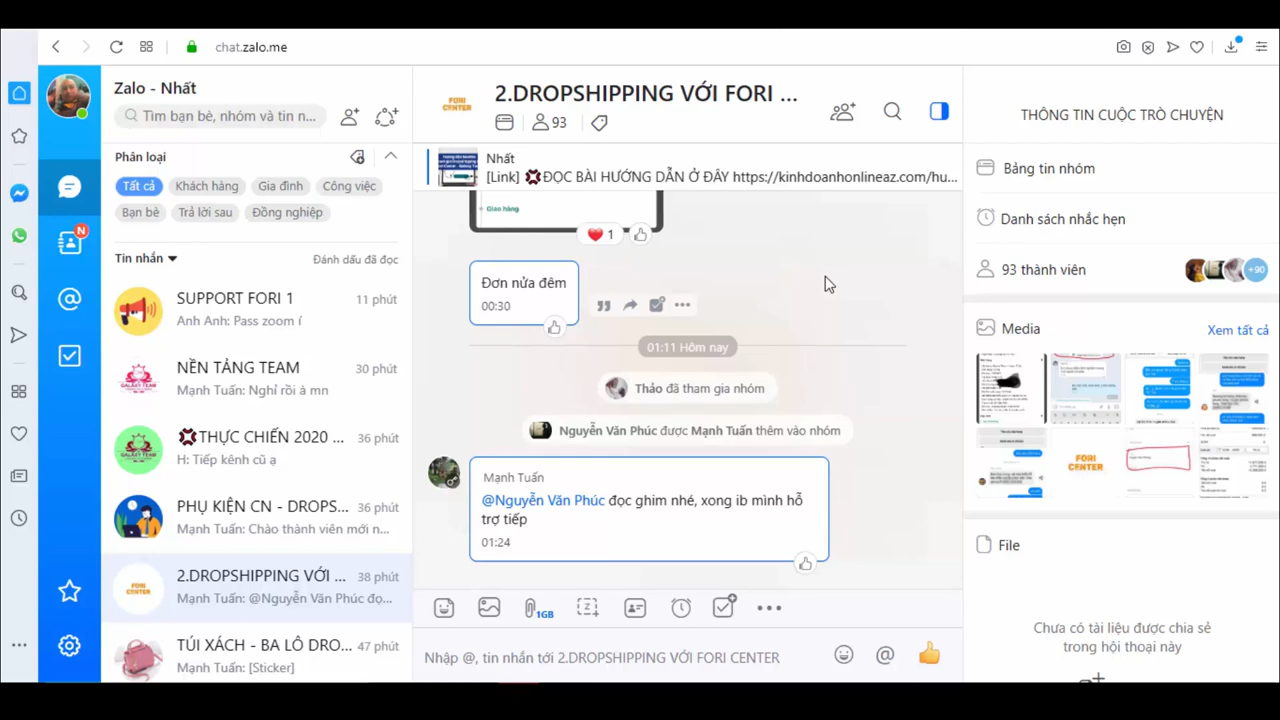 chat.zalo.me
Zalo - Nhất
Tìm bạn bè, nhóm và tin n...
Phân loại
Tất cả
Khách hàng
Gia đình
Công việc
Bạn bè
Trả lời sau
Đồng nghiệp
Tin nhắn
Đánh dấu đã đọc
SUPPORT FORI 1
11 phút
Anh Anh: Pass zoom í
NỀN TẢNG TEAM
30 phút
Mạnh Tuấn: Nghỉ rồi à mn
💢THỰC CHIẾN 2020 ...
36 phút
H: Tiếp kênh cũ ạ
PHỤ KIỆN CN - DROPS...
36 phút
Mạnh Tuấn: Chào thành viên mới n...
FORI
CENTER
2.DROPSHIPPING VỚI ...
38 phút
Mạnh Tuấn: @Nguyễn Văn Phúc đọ...
TÚI XÁCH - BA LÔ DRO...
47 phút
Mạnh Tuấn: [Sticker]
FORI
CENTER
2.DROPSHIPPING VỚI FORI ...
93
Nhất
[Link] 💢ĐỌC BÀI HƯỚNG DẪN Ở ĐÂY https://kinhdoanhonlineaz.com/hu...
Giao hàng
1
Đơn nửa đêm
00:30
01:11 Hôm nay
Thảo đã tham gia nhóm
Nguyễn Văn Phúc được Mạnh Tuấn thêm vào nhóm
Mạnh Tuấn
@Nguyễn Văn Phúc đọc ghim nhé, xong ib mình hỗ
trợ tiếp
01:24
1GB
Nhập @, tin nhắn tới 2.DROPSHIPPING VỚI FORI CENTER
THÔNG TIN CUỘC TRÒ CHUYỆN
Bảng tin nhóm
Danh sách nhắc hẹn
93 thành viên
+90
Media
Xem tất cả
FORI
CENTER
File
Chưa có tài liệu được chia sẻ
trong hội thoại này